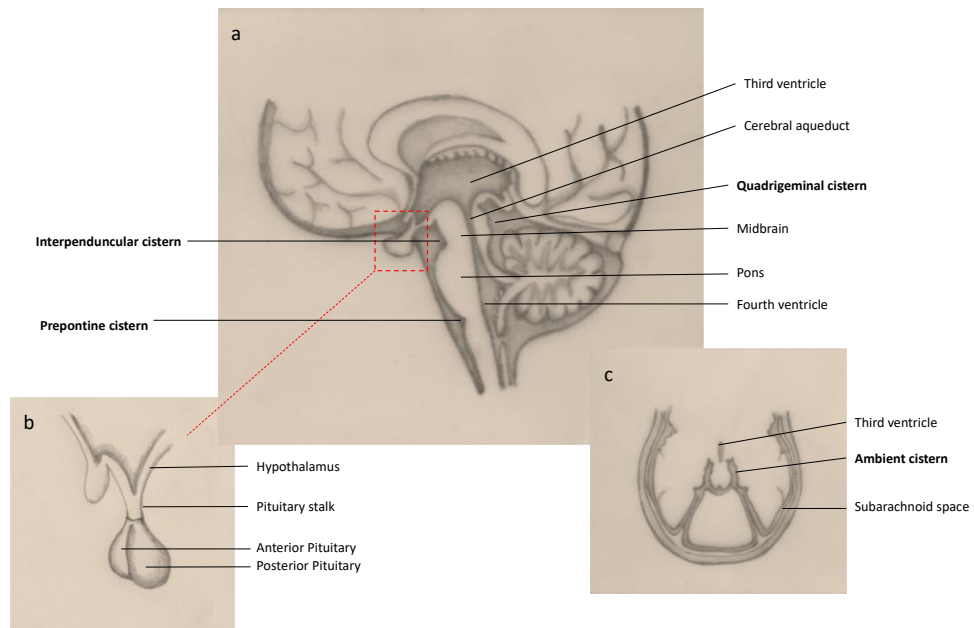 a
Third ventricle
Cerebral aqueduct
Quadrigeminal cistern
Midbrain
Interpenduncular cistern
Pons
Fourth ventricle
Prepontine cistern
b
Hypothalamus
Pituitary stalk
Anterior Pituitary
Posterior Pituitary
c
Third ventricle
Ambient cistern
Subarachnoid space